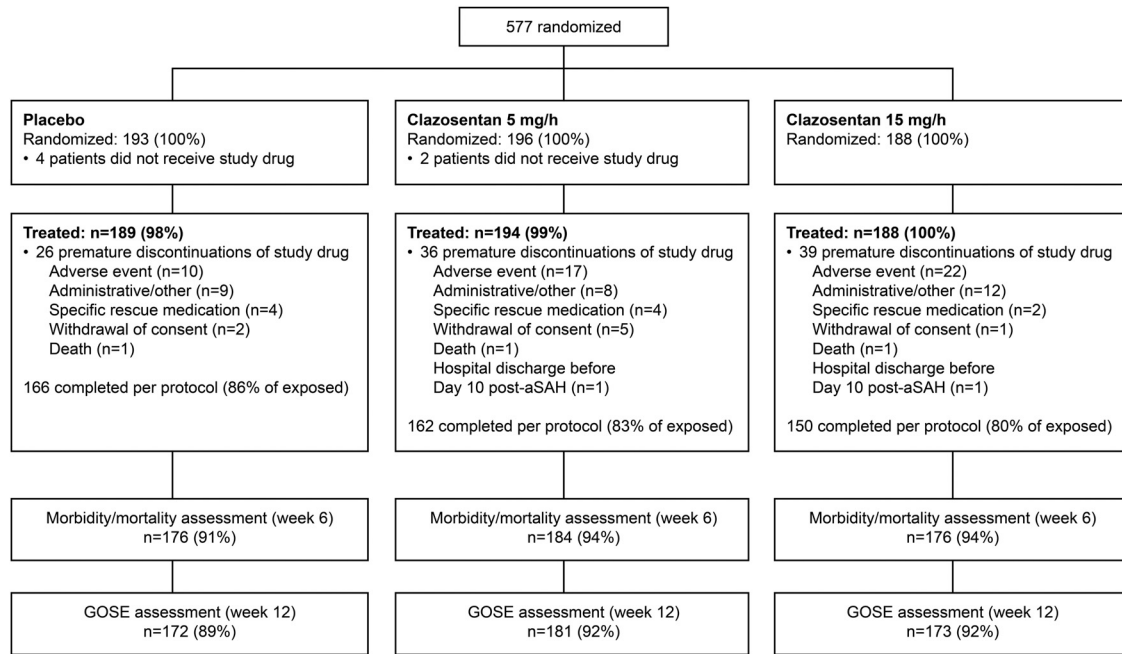 577 randomized
Placebo
Randomized: 193 (100%)
• 4 patients did not receive study drug
Clazosentan 5 mg/h
Randomized: 196 (100%)
• 2 patients did not receive study drug
Clazosentan 15 mg/h
Randomized: 188 (100%)
Treated: n=189 (98%)
• 26 premature discontinuations of study drug
Adverse event (n=10)
Administrative/other (n=9)
Specific rescue medication (n=4)
Withdrawal of consent (n=2)
Death (n=1)
166 completed per protocol (86% of exposed)
Treated: n=194 (99%)
• 36 premature discontinuations of study drug
Adverse event (n=17)
Administrative/other (n=8)
Specific rescue medication (n=4)
Withdrawal of consent (n=5)
Death (n=1)
Hospital discharge before
Day 10 post-aSAH (n=1)
162 completed per protocol (83% of exposed)
Treated: n=188 (100%)
• 39 premature discontinuations of study drug
Adverse event (n=22)
Administrative/other (n=12)
Specific rescue medication (n=2)
Withdrawal of consent (n=1)
Death (n=1)
Hospital discharge before
Day 10 post-aSAH (n=1)
150 completed per protocol (80% of exposed)
Morbidity/mortality assessment (week 6)
n=176 (91%)
Morbidity/mortality assessment (week 6)
n=184 (94%)
Morbidity/mortality assessment (week 6)
n=176 (94%)
GOSE assessment (week 12)
n=172 (89%)
GOSE assessment (week 12)
n=181 (92%)
GOSE assessment (week 12)
n=173 (92%)